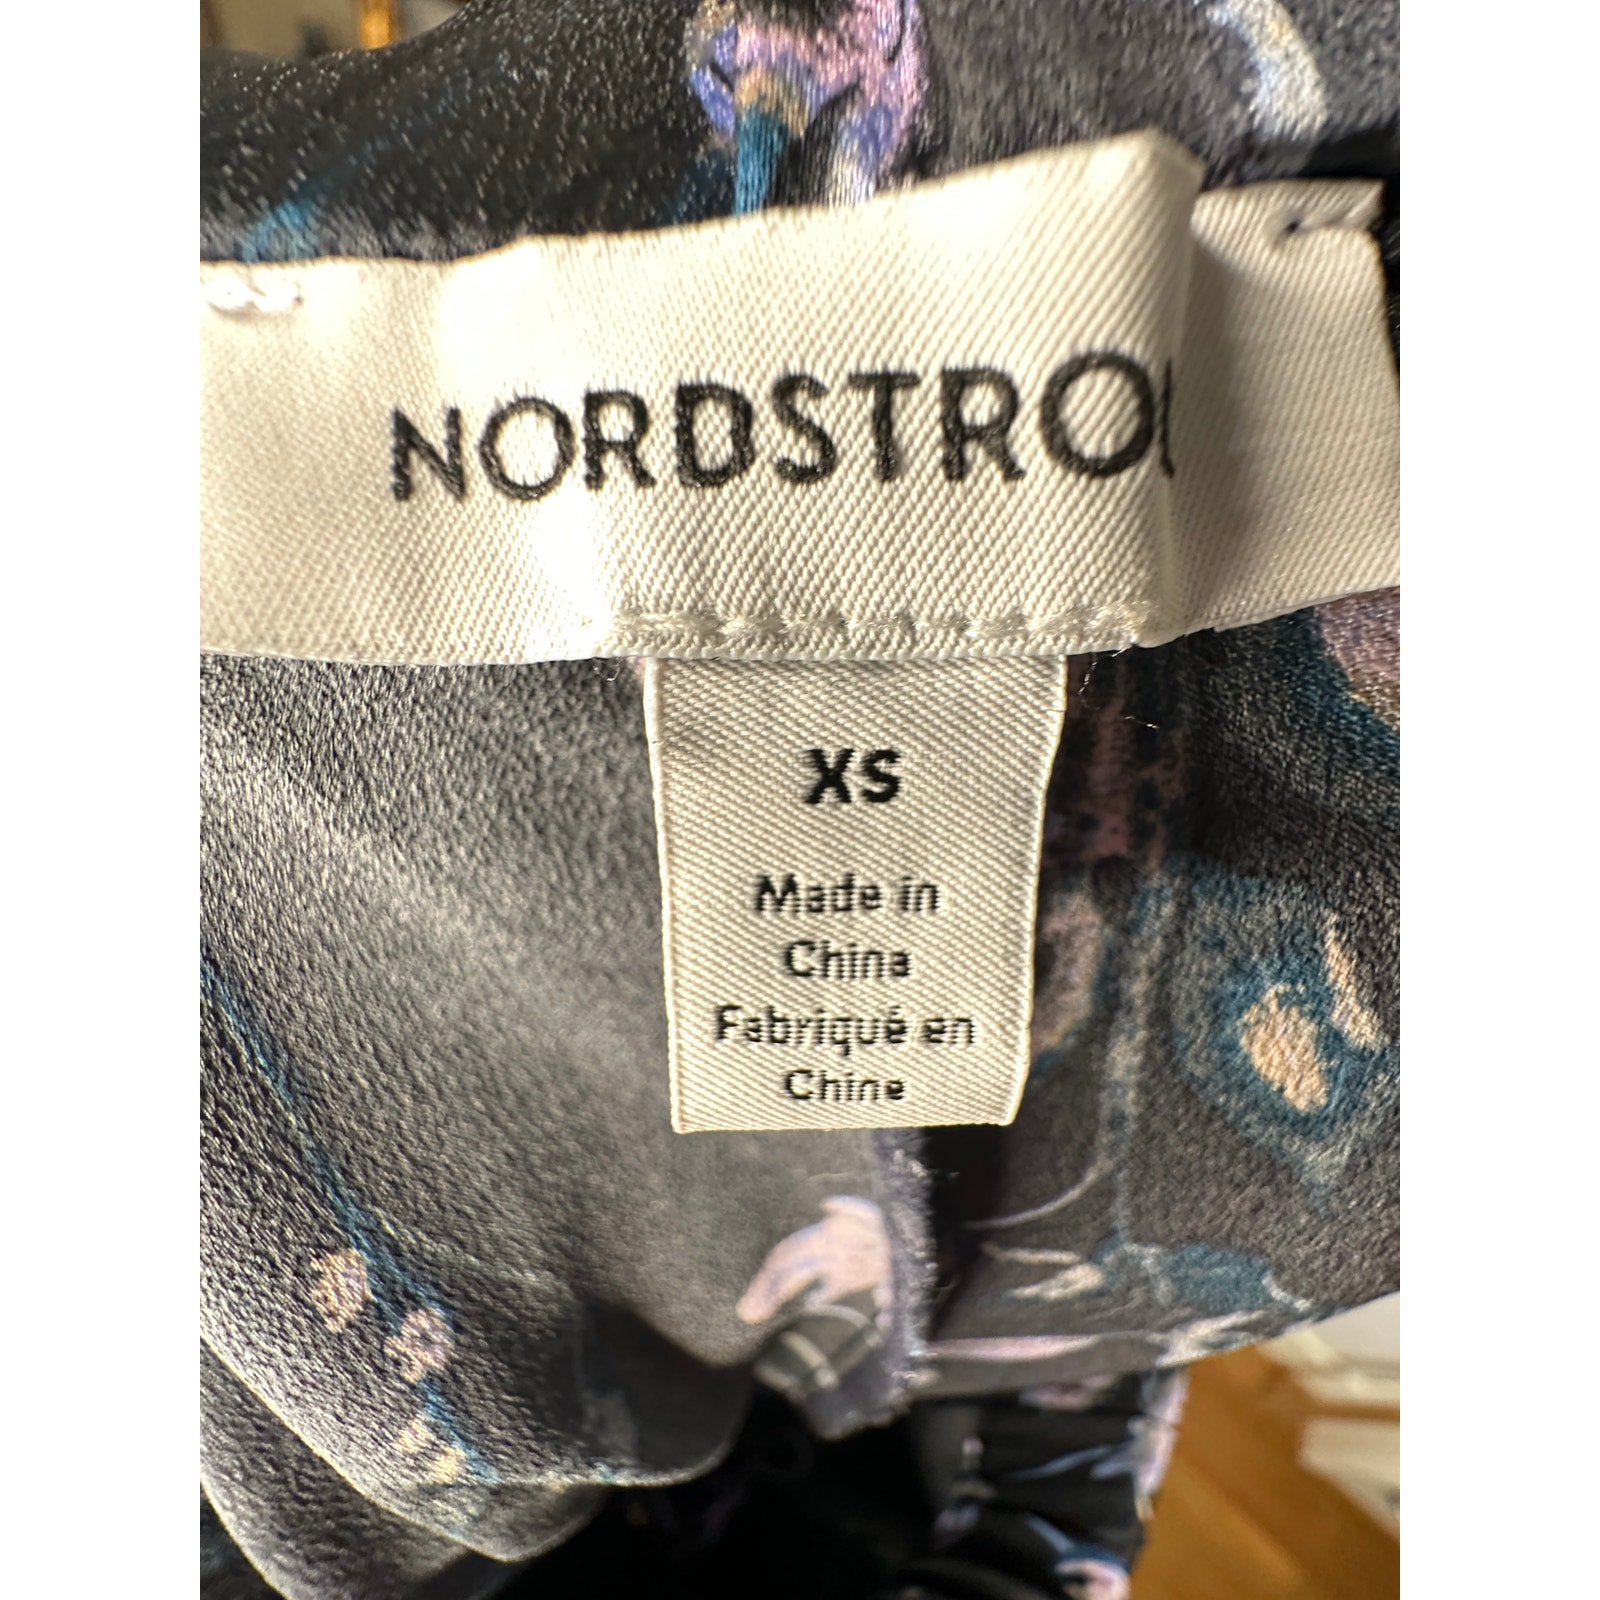 NORDSTRO
XS
Made in
China
Fabriqué en
Chine